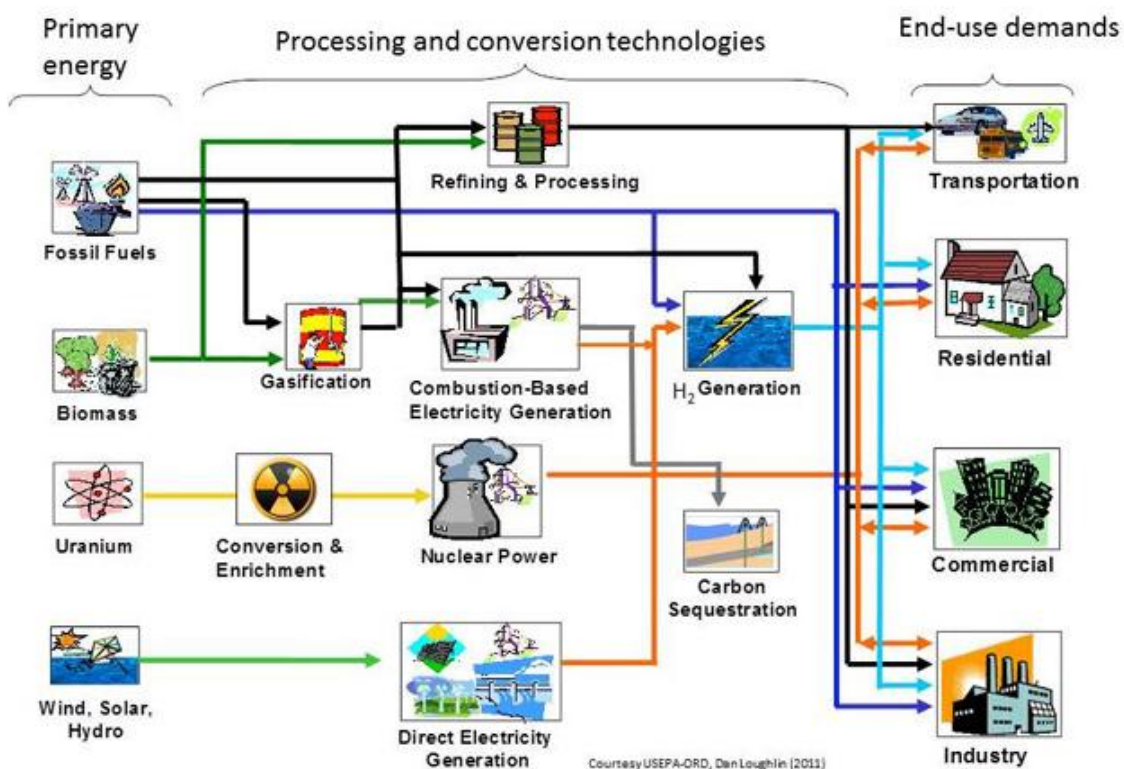 Primary
energy
Processing and conversion technologies
End-use demands
Refining & Processing
Transportation
Fossil Fuels
Gasification
Combustion-Based
Electricity Generation
H2 Generation
Residential
Biomass
Uranium
Conversion &
Enrichment
Nuclear Power
Carbon
Sequestration
Commercial
Wind, Solar,
Hydro
Direct Electricity
Generation
Industry
Courtesy USEPA-ORD, Dan Loughlin (2011)